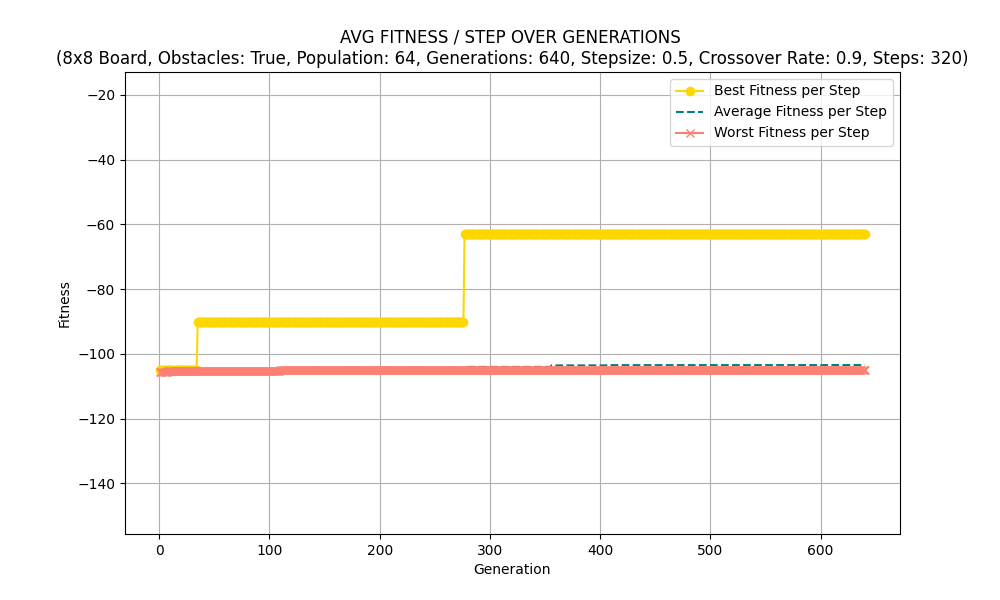 AVG FITNESS / STEP OVER GENERATIONS
(8x8 Board, Obstacles: True, Population: 64, Generations: 640, Stepsize: 0.5, Crossover Rate: 0.9, Steps: 320)
Best Fitness per Step
Average Fitness per Step
Worst Fitness per Step
Fitness
−20
−40
−60
−80
−100
−120
−140
0 100 200 300 400 500 600
Generation